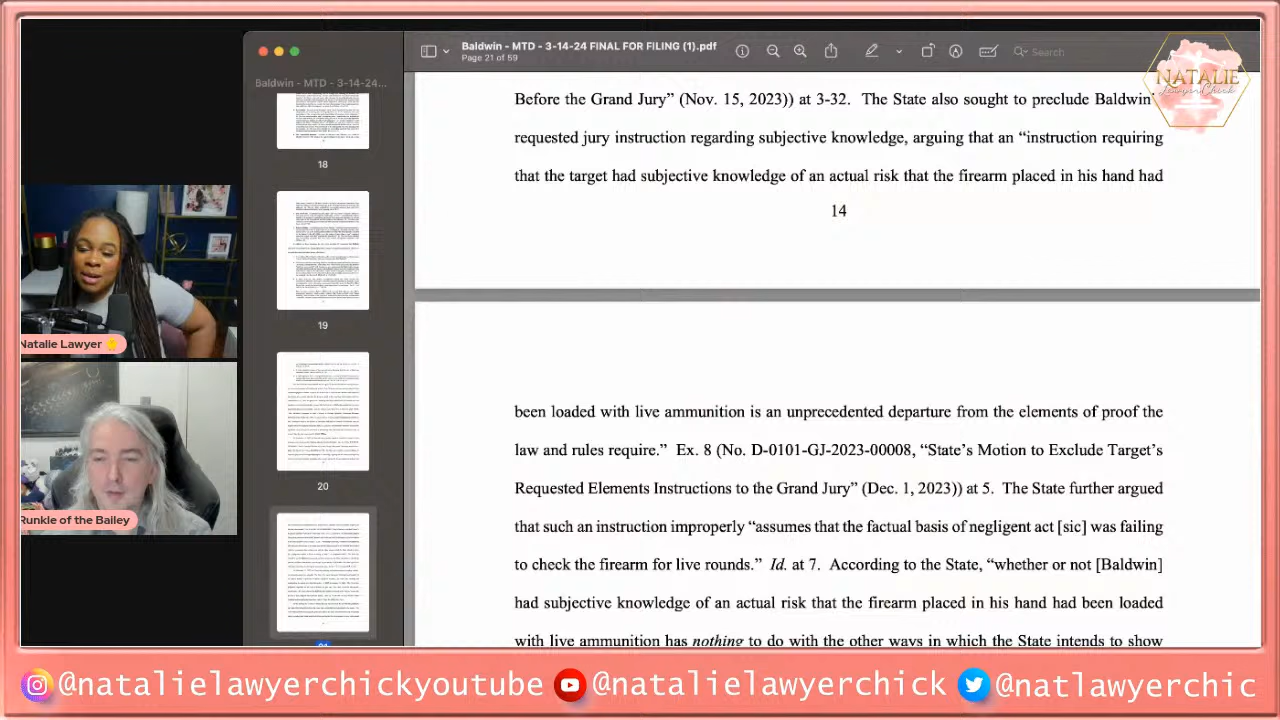 Baldwin - MTD - 3-14-24 FINAL FOR FILING (1).pdf
Page 21 of 59
Search
Baldwin - MTD - 3-14-24...
18
19
20
NATALIE
LawyerChick
Before the Grand Jury” (Nov. at 3-32. The State also sought to preclude Baldwin’
requested jury instruction regarding subjective knowledge, arguing that an “instruction requiring
that the target had subjective knowledge of an actual risk that the firearm placed in his hand had
14
been loaded with live ammunition is an unprecedented departure from the elements of proof the
law and rules require.” Ex. 8 (No. D-0101-GJ-2023-00008, “State’s Motion to Exclude Target’s
Requested Elements Instructions to the Grand Jury” (Dec. 1, 2023)) at 5. The State further argued
that such an instruction improperly “assumes that the factual basis of negligent act [sic] was failing
to check the firearm for live rounds.” Id. at 7. According to the State, “Whether or not [Baldwin]
had subjective knowledge of an actual risk that the firearm placed in his hand had been loaded
with live ammunition has nothing to do with the other ways in which the State intends to show
Natalie Lawyer
Runkle of the Bailey
@natalielawyerchickyoutube
@natalielawyerchick
@natlawyerchic